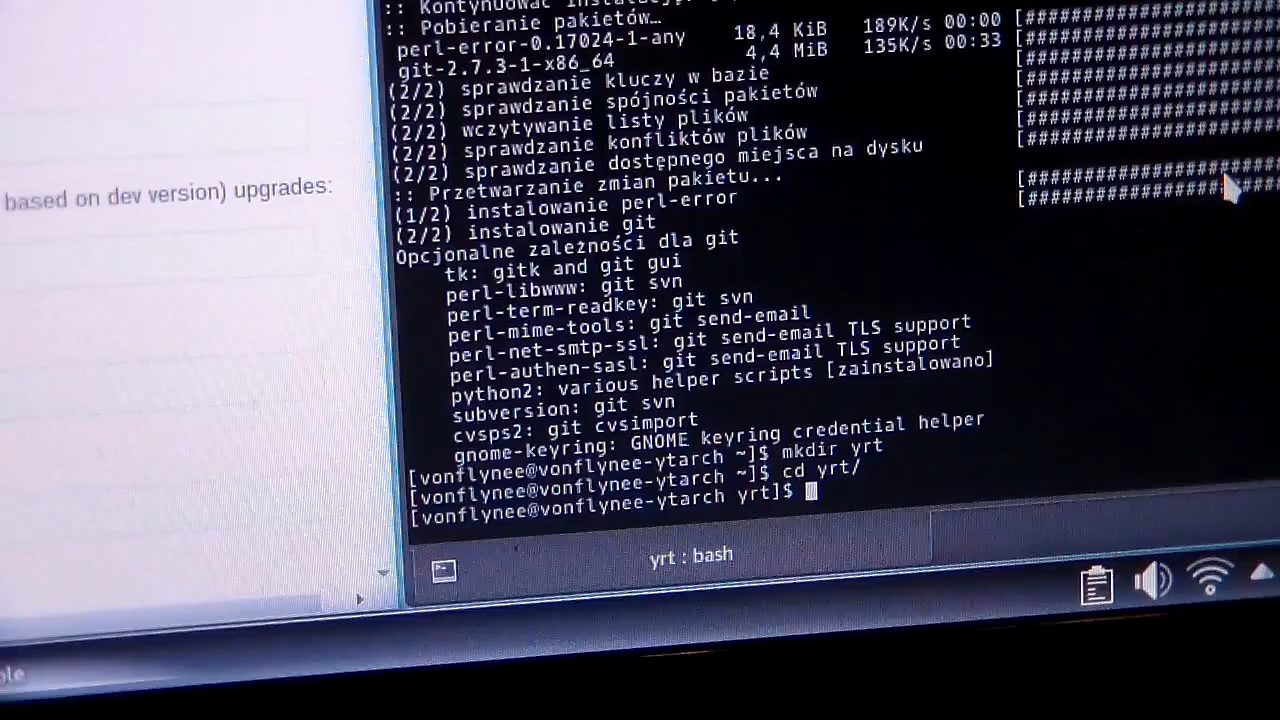 based on dev version) upgrades:
:: Kontynuować
:: Pobieranie pakietów…
perl-error-0.17024-1-any 18,4 KiB 189K/s 00:00 [######################
git-2.7.3-1-x86_64 4,4 MiB 135K/s 00:33 [######################
(2/2) sprawdzanie kluczy w bazie [######################
(2/2) sprawdzanie spójności pakietów [######################
(2/2) wczytywanie listy plików [######################
(2/2) sprawdzanie konfliktów plików [######################
(2/2) sprawdzanie dostępnego miejsca na dysku [######################
:: Przetwarzanie zmian pakietu...
(1/2) instalowanie perl-error [######################
(2/2) instalowanie git [######################
Opcjonalne zależności dla git
tk: gitk and git gui
perl-libwww: git svn
perl-term-readkey: git svn
perl-mime-tools: git send-email
perl-net-smtp-ssl: git send-email TLS support
perl-authen-sasl: git send-email TLS support
python2: various helper scripts [zainstalowano]
subversion: git svn
cvsps2: git cvsimport
gnome-keyring: GNOME keyring credential helper
[vonflynee@vonflynee-ytarch ~]$ mkdir yrt
[vonflynee@vonflynee-ytarch ~]$ cd yrt/
[vonflynee@vonflynee-ytarch yrt]$
yrt : bash